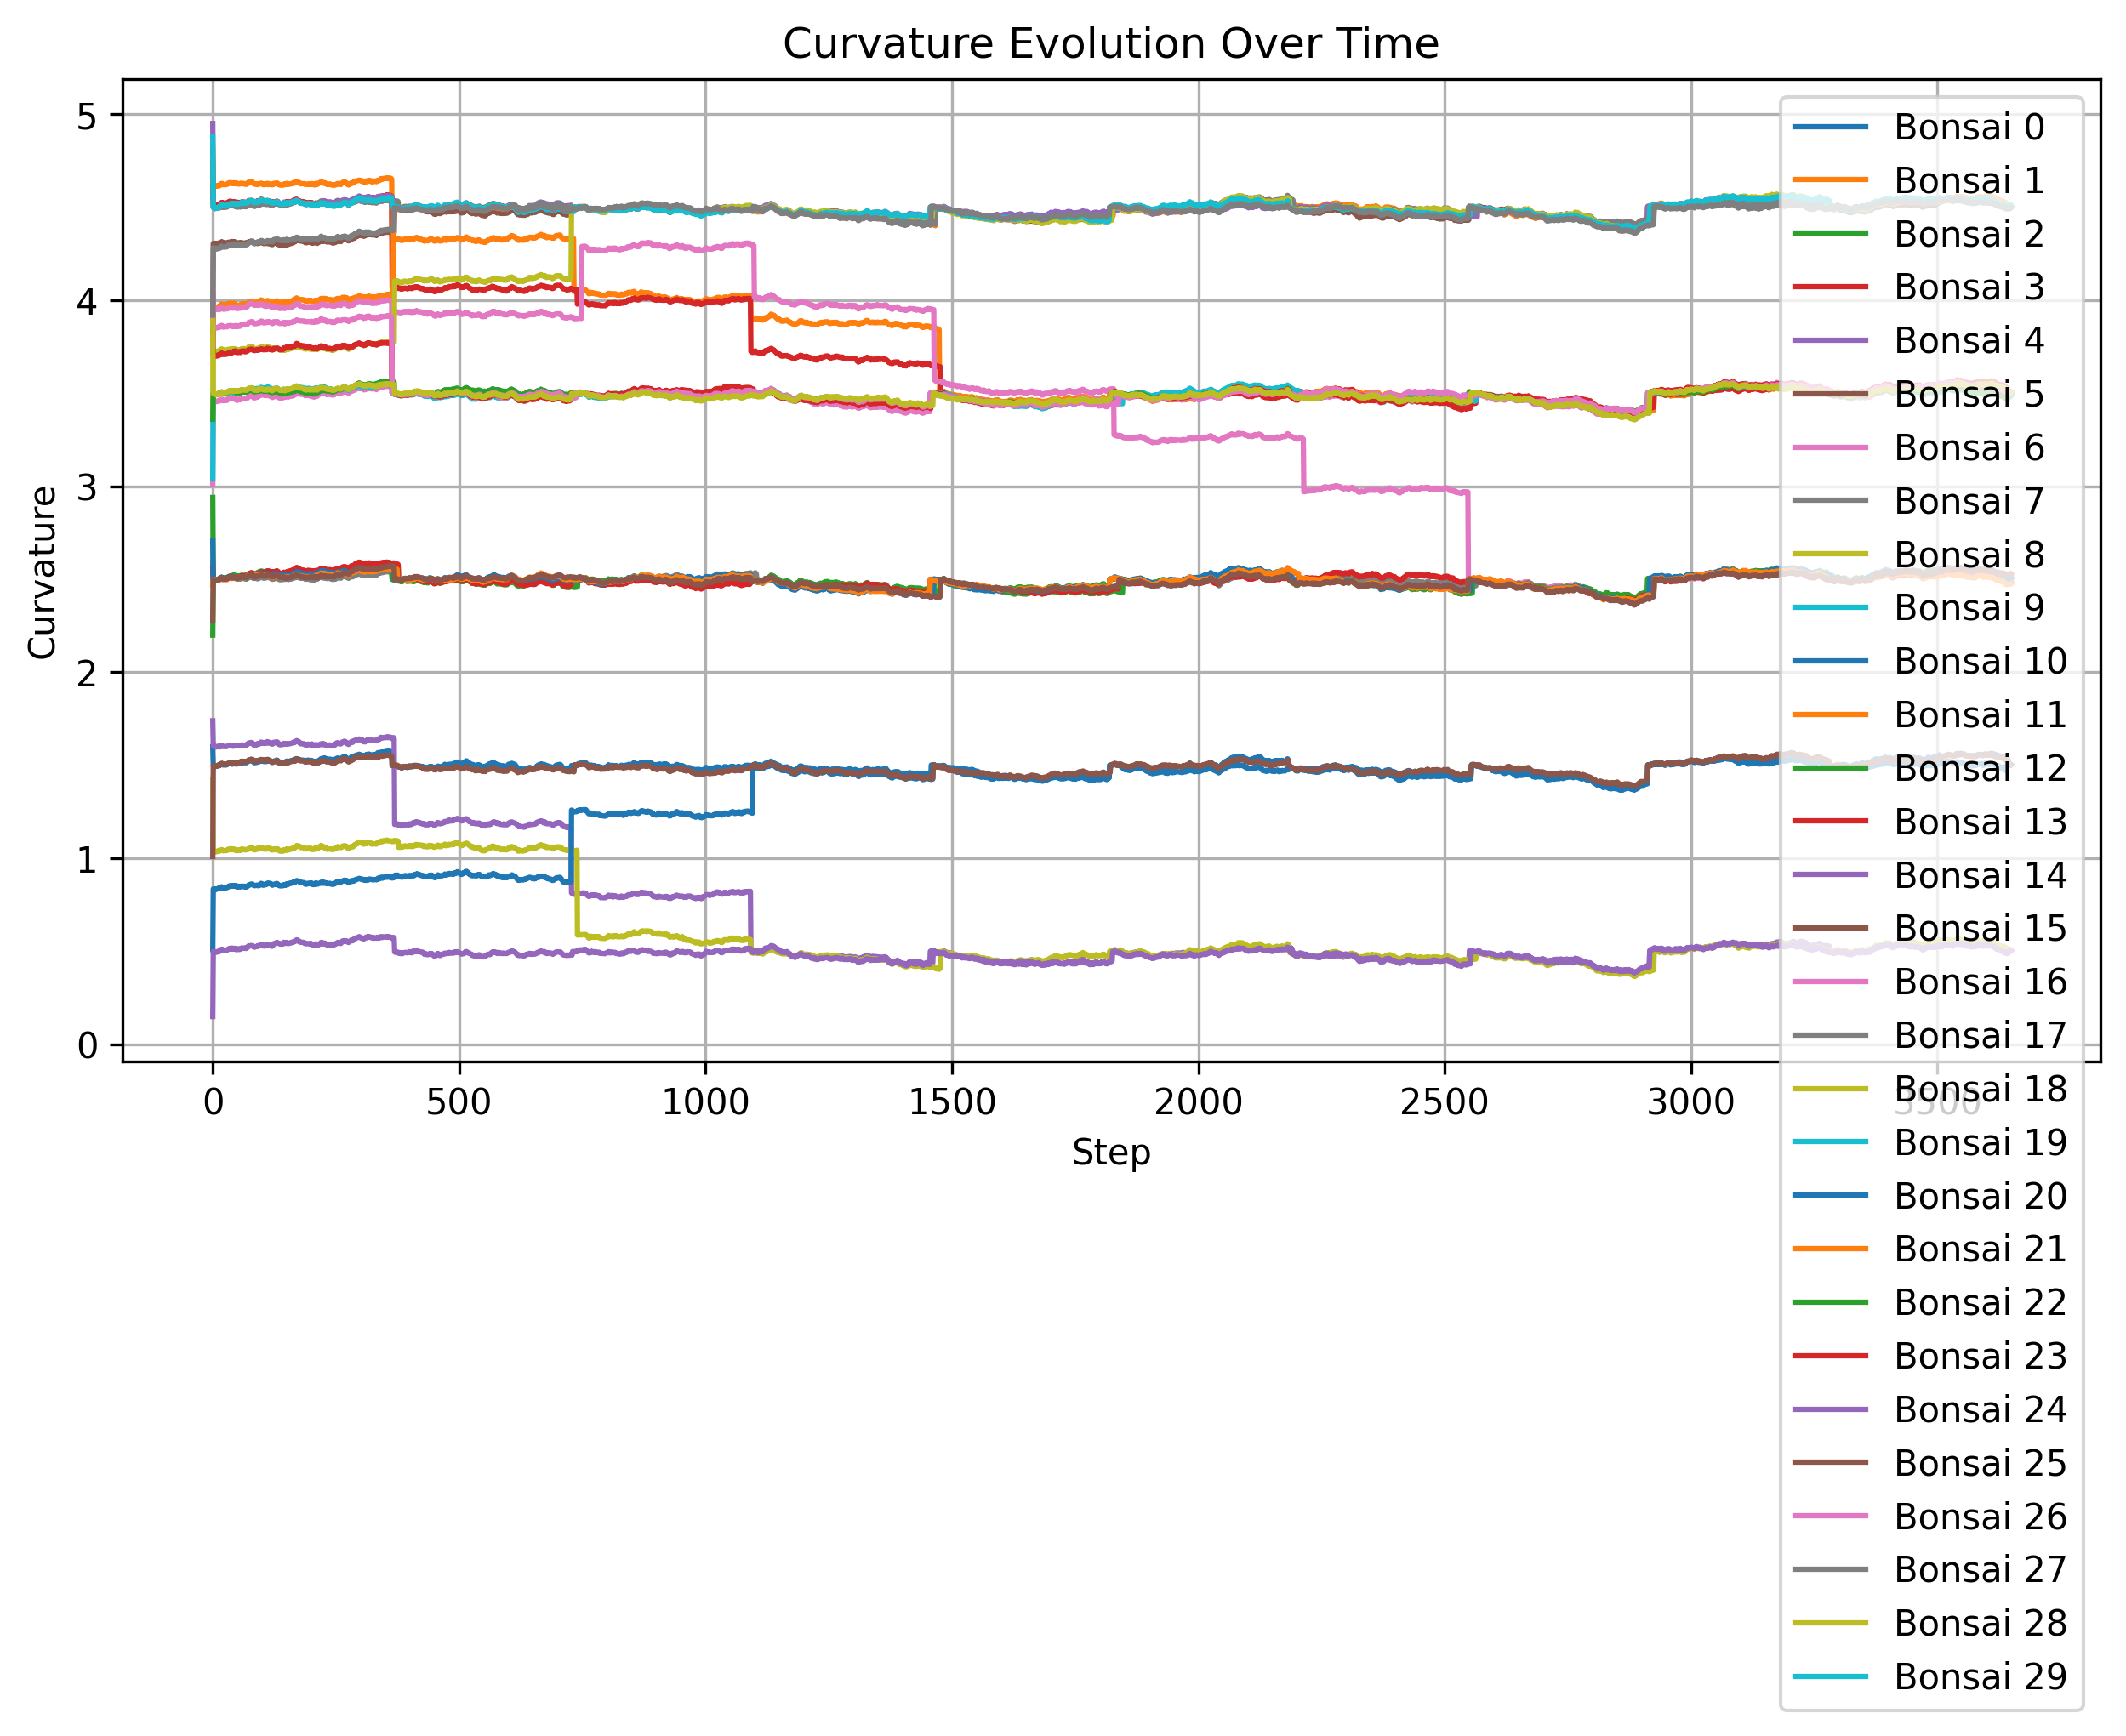 Curvature Evolution Over Time
Curvature
5
4
3
2
1
0
0
500
1000
1500
2000
2500
3000
3500
Step
Bonsai 0
Bonsai 1
Bonsai 2
Bonsai 3
Bonsai 4
Bonsai 5
Bonsai 6
Bonsai 7
Bonsai 8
Bonsai 9
Bonsai 10
Bonsai 11
Bonsai 12
Bonsai 13
Bonsai 14
Bonsai 15
Bonsai 16
Bonsai 17
Bonsai 18
Bonsai 19
Bonsai 20
Bonsai 21
Bonsai 22
Bonsai 23
Bonsai 24
Bonsai 25
Bonsai 26
Bonsai 27
Bonsai 28
Bonsai 29